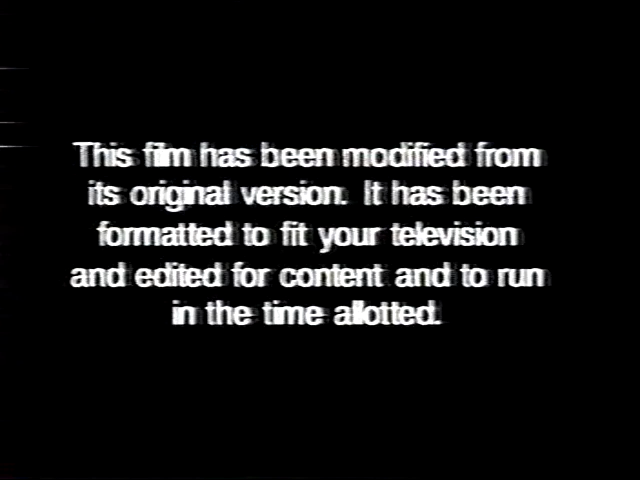 This film has been modified from
its original version. It has been
formatted to fit your television
and edited for content and to run
in the time allotted.